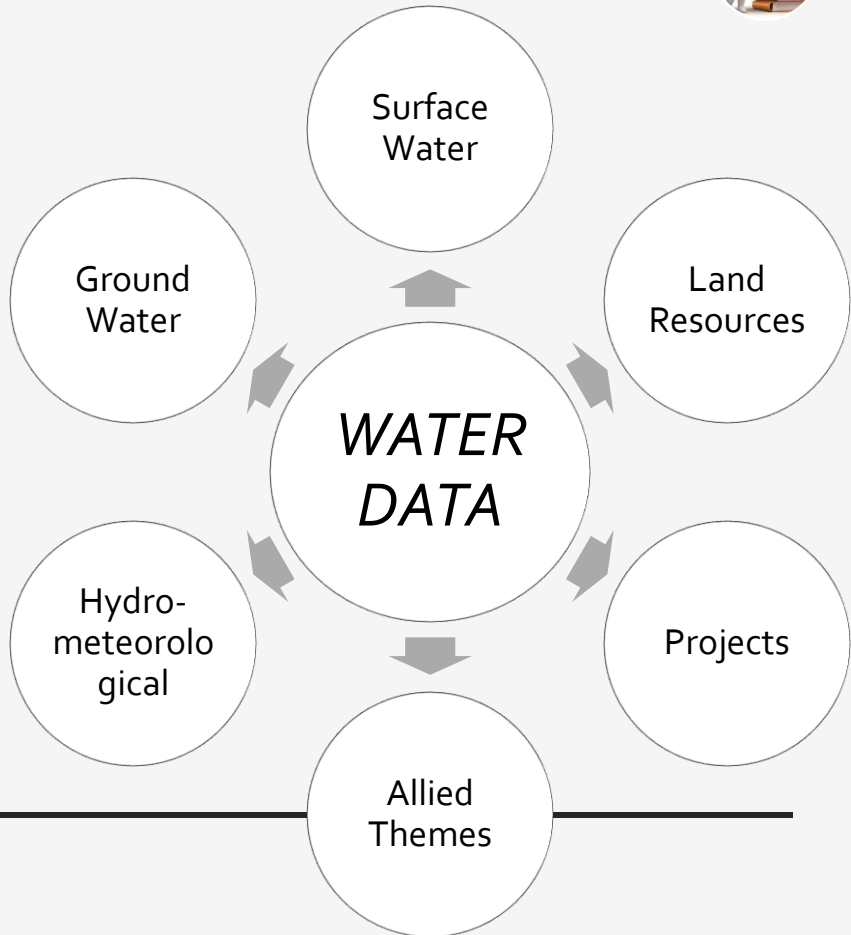 Surface
Water
Ground
Water
Land
Resources
WATER
DATA
Hydro-
meteorolo
gical
Projects
Allied
Themes